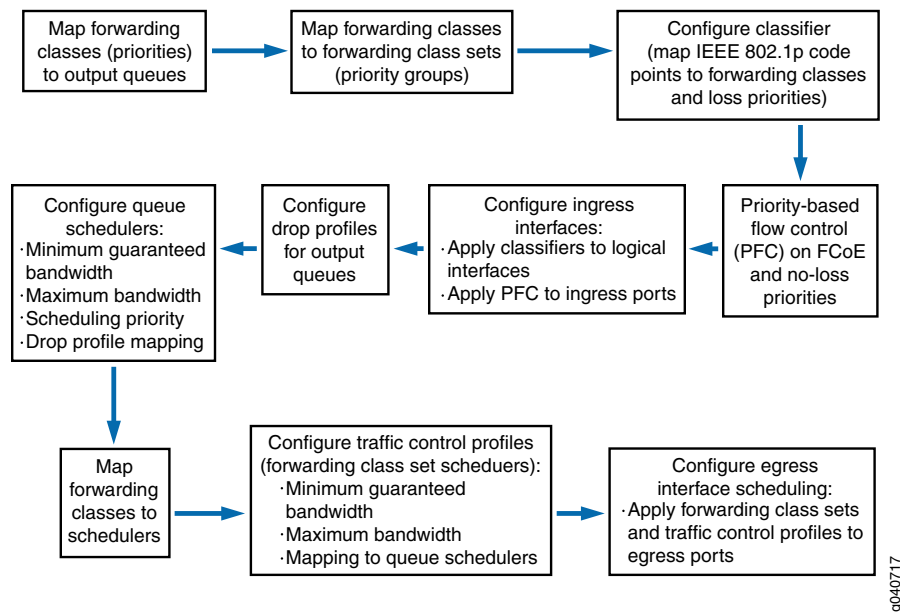 Map forwarding
classes (priorities)
to output queues
Map forwarding classes
to forwarding class sets
(priority groups)
Configure classifier
(map IEEE 802.1p code
points to forwarding classes
and loss priorities)
Priority-based
flow control
(PFC) on FCoE
and no-loss
priorities
Configure ingress
interfaces:
·Apply classifiers to logical
interfaces
·Apply PFC to ingress ports
Configure
drop profiles
for output
queues
Configure queue
schedulers:
·Minimum guaranteed
bandwidth
·Maximum bandwidth
·Scheduling priority
·Drop profile mapping
Map
forwarding
classes to
schedulers
Configure traffic control profiles
(forwarding class set scheduers):
·Minimum guaranteed
bandwidth
·Maximum bandwidth
·Mapping to queue schedulers
Configure egress
interface scheduling:
·Apply forwarding class sets
and traffic control profiles to
egress ports
g040717